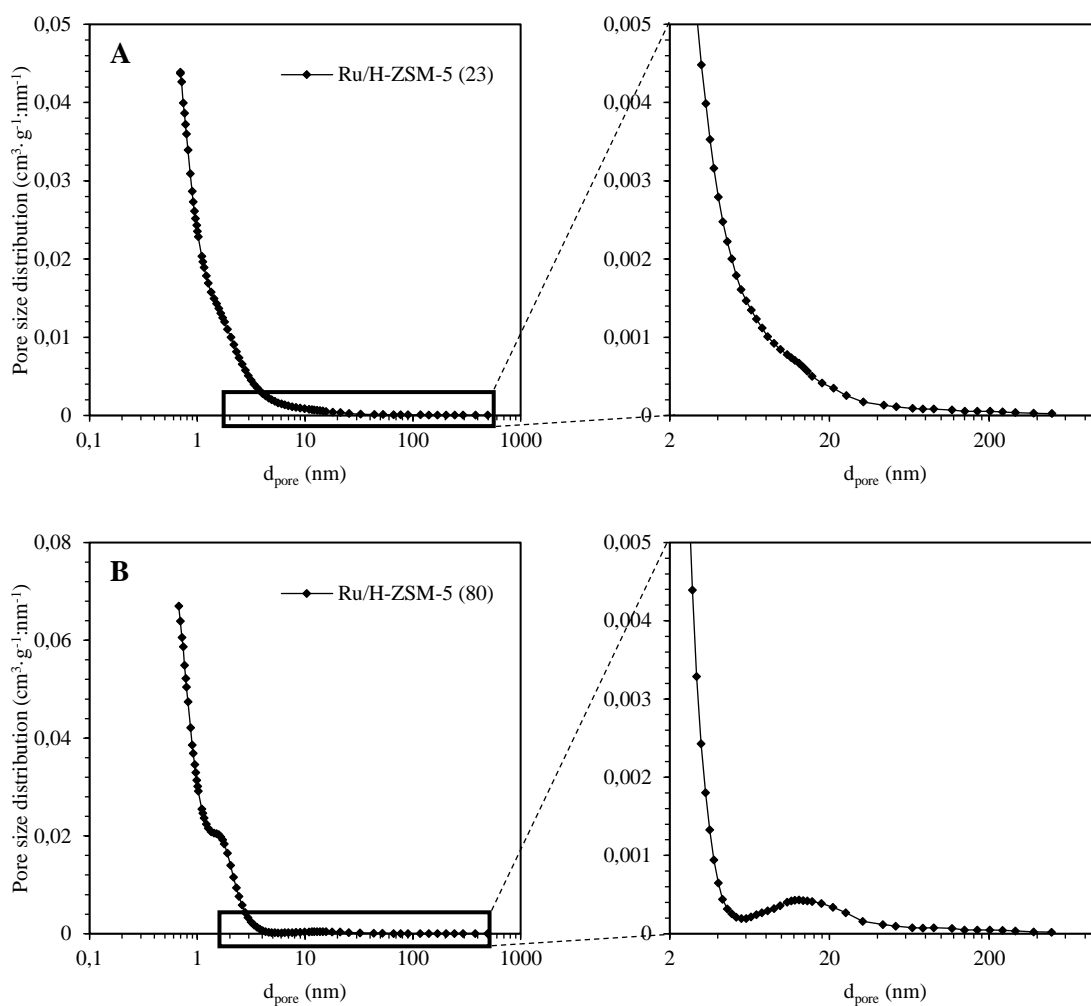 A
Ru/H-ZSM-5 (23)
Pore size distribution (cm³·g⁻¹·nm⁻¹)
0,05
0,04
0,03
0,02
0,01
0
0,1 1 10 100 1000
d_pore (nm)
0,005
0,004
0,003
0,002
0,001
0
2 20 200
d_pore (nm)
B
Ru/H-ZSM-5 (80)
Pore size distribution (cm³·g⁻¹·nm⁻¹)
0,08
0,06
0,04
0,02
0
0,1 1 10 100 1000
d_pore (nm)
0,005
0,004
0,003
0,002
0,001
0
2 20 200
d_pore (nm)